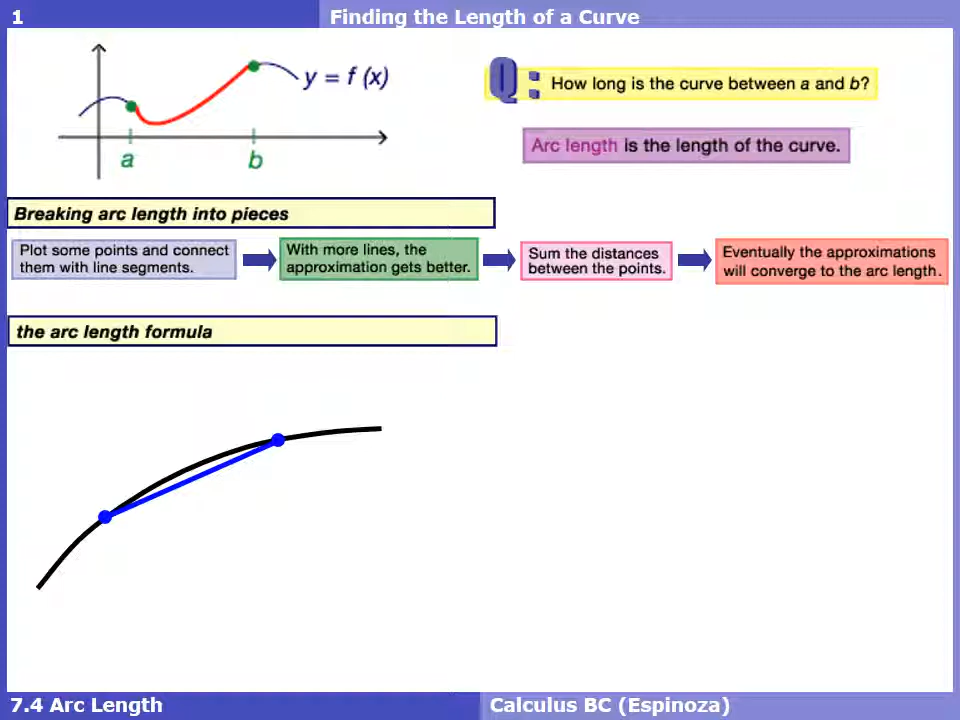 1
Finding the Length of a Curve
y = f (x)
a
b
Q:
How long is the curve between a and b?
Arc length is the length of the curve.
Breaking arc length into pieces
Plot some points and connect
them with line segments.
With more lines, the
approximation gets better.
Sum the distances
between the points.
Eventually the approximations
will converge to the arc length.
the arc length formula
7.4 Arc Length
Calculus BC (Espinoza)